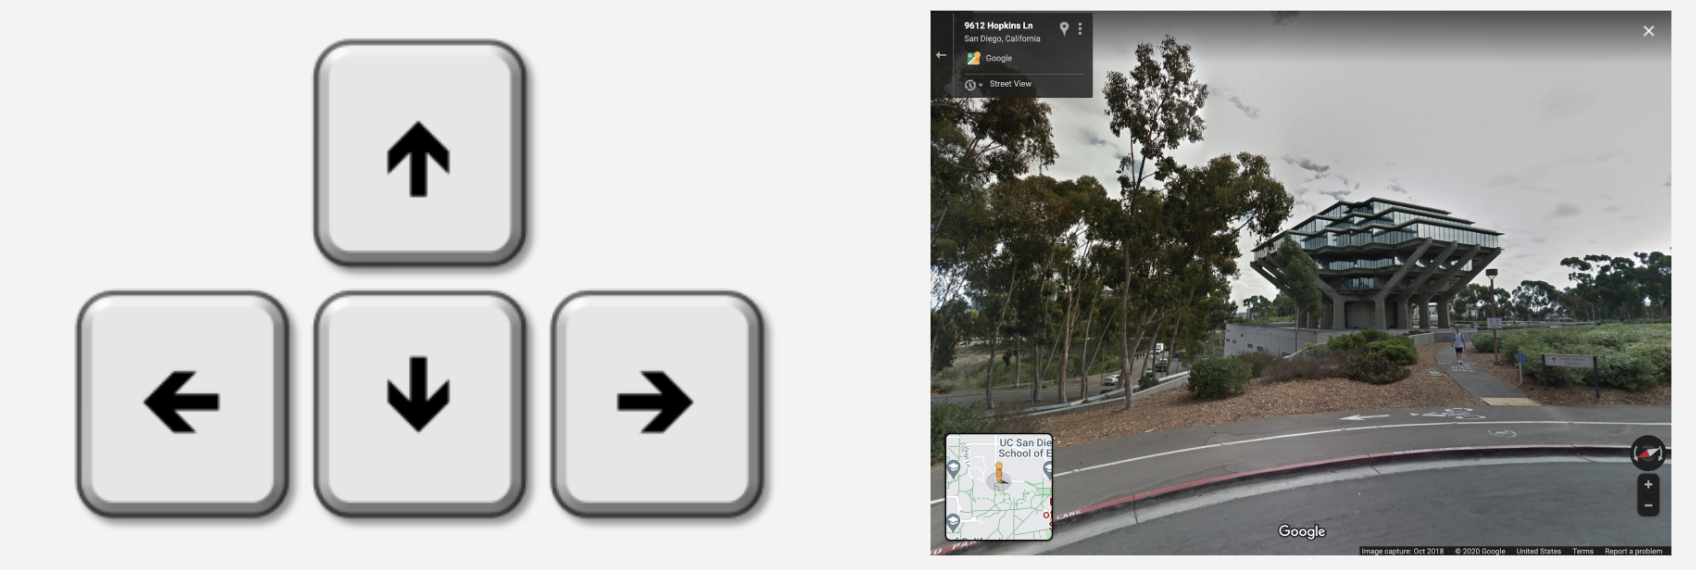 9612 Hopkins Ln
San Diego, California
Google
Street View
UC San Die
School of E
LANE
Google
Image capture: Oct 2018 © 2020 Google United States Terms Report a problem